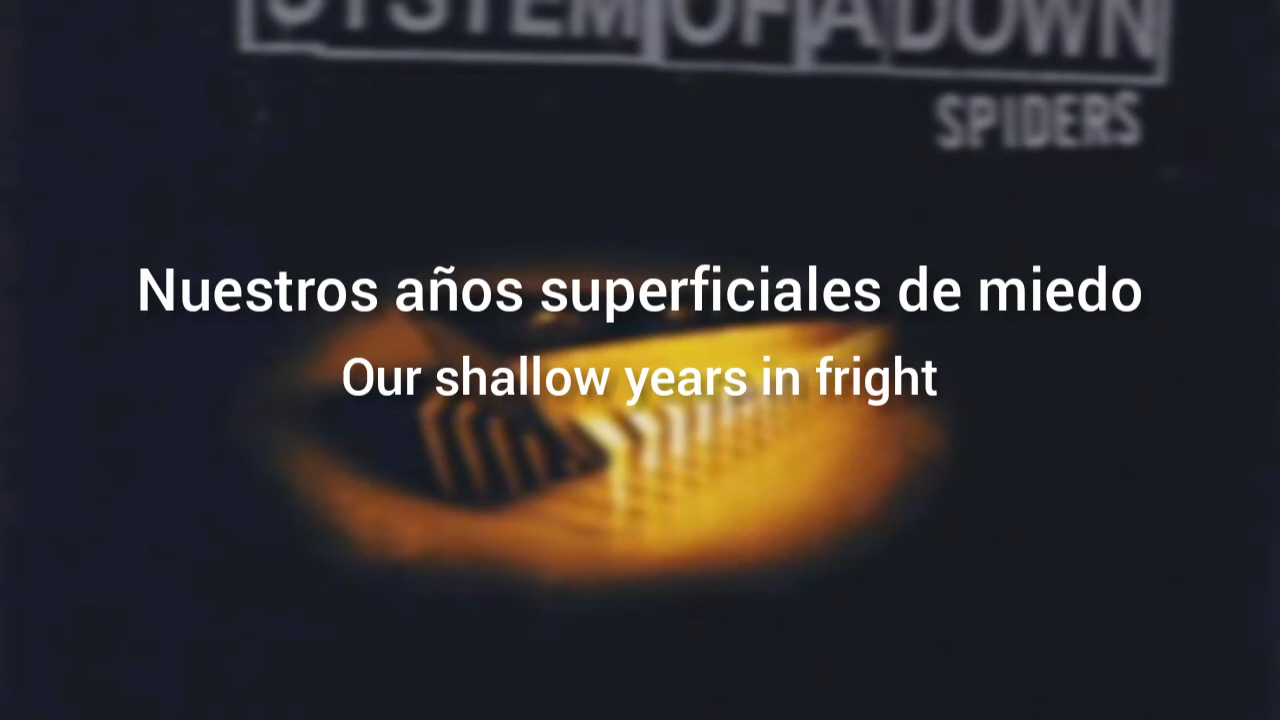 SYSTEM OF A DOWN
SPIDERS
Nuestros años superficiales de miedo
Our shallow years in fright